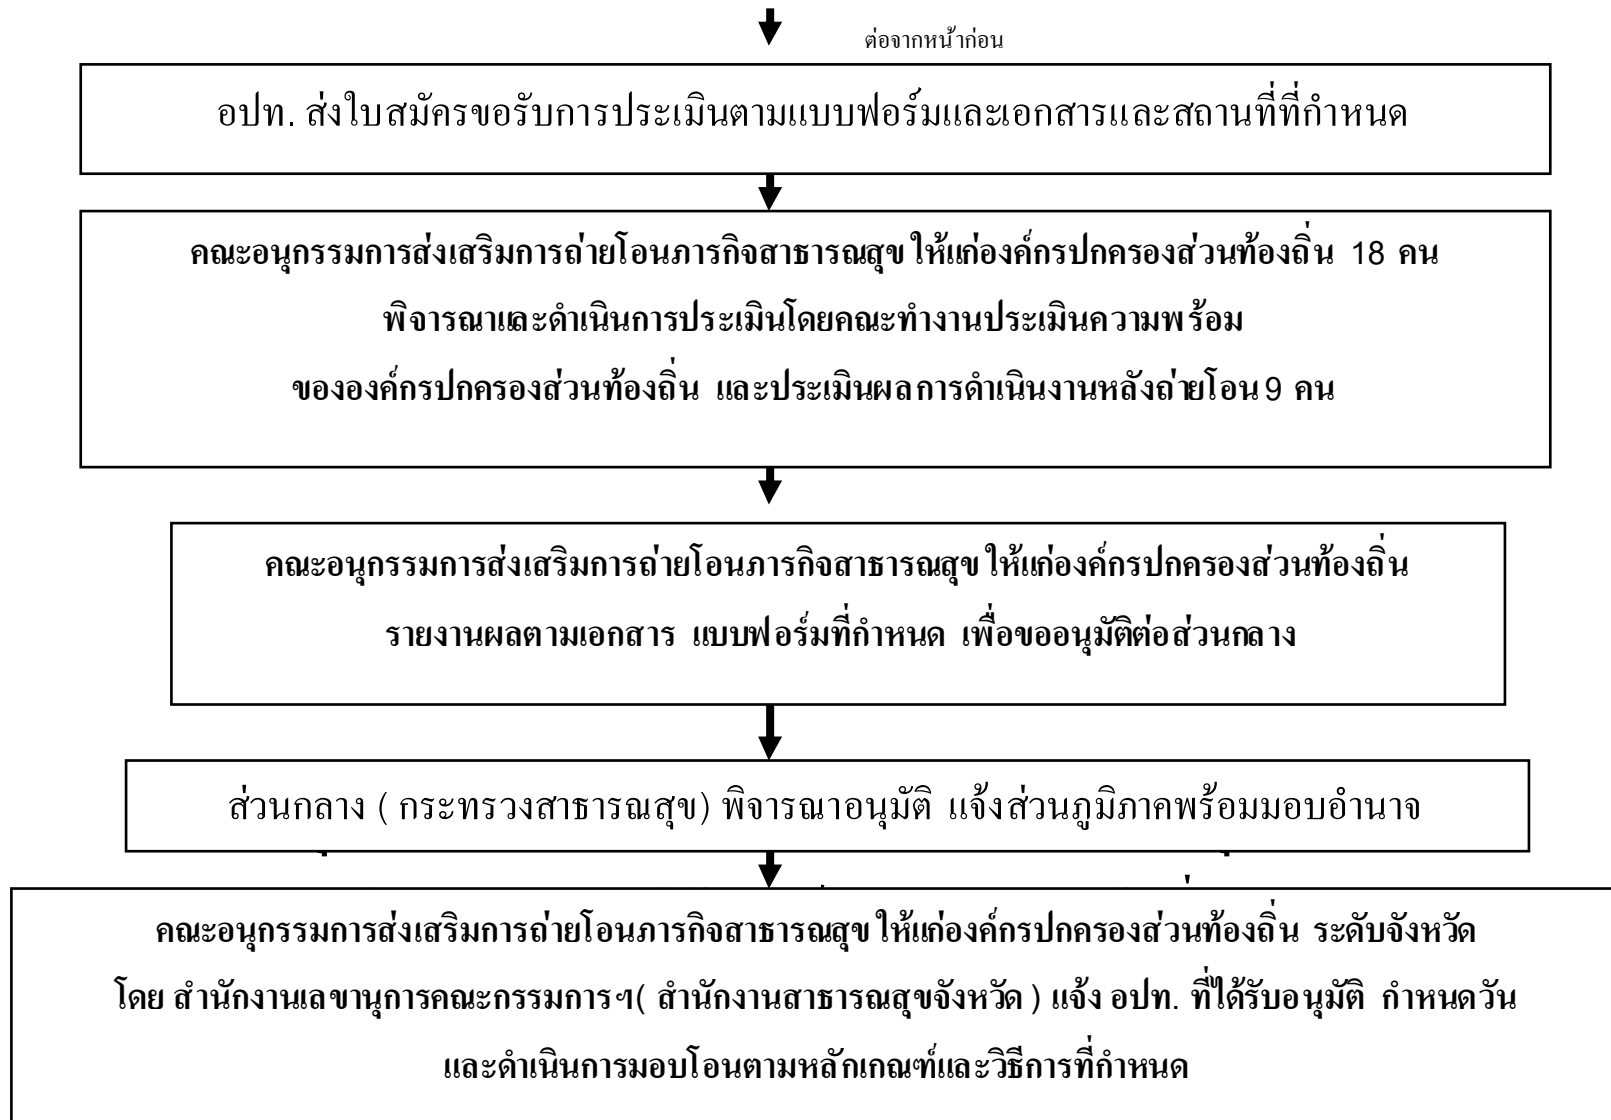 ต่อจากหน้าก่อน
อปท. ส่งใบสมัครขอรับการประเมินตามแบบฟอร์มและเอกสารและสถานที่ที่กำหนด
คณะอนุกรรมการส่งเสริมการถ่ายโอนภารกิจสาธารณสุข ให้แก่องค์กรปกครองส่วนท้องถิ่น 18 คน
พิจารณาและดำเนินการประเมินโดยคณะทำงานประเมินความพร้อม
ขององค์กรปกครองส่วนท้องถิ่น และประเมินผลการดำเนินงานหลังถ่ายโอน 9 คน
คณะอนุกรรมการส่งเสริมการถ่ายโอนภารกิจสาธารณสุข ให้แก่องค์กรปกครองส่วนท้องถิ่น
รายงานผลตามเอกสาร แบบฟอร์มที่กำหนด เพื่อขออนุมัติต่อส่วนกลาง
ส่วนกลาง ( กระทรวงสาธารณสุข) พิจารณาอนุมัติ แจ้งส่วนภูมิภาคพร้อมมอบอำนาจ
คณะอนุกรรมการส่งเสริมการถ่ายโอนภารกิจสาธารณสุข ให้แก่องค์กรปกครองส่วนท้องถิ่น ระดับจังหวัด
โดย สำนักงานเลขานุการคณะกรรมการฯ( สำนักงานสาธารณสุขจังหวัด ) แจ้ง อปท. ที่ได้รับอนุมัติ กำหนดวัน
และดำเนินการมอบโอนตามหลักเกณฑ์และวิธีการที่กำหนด